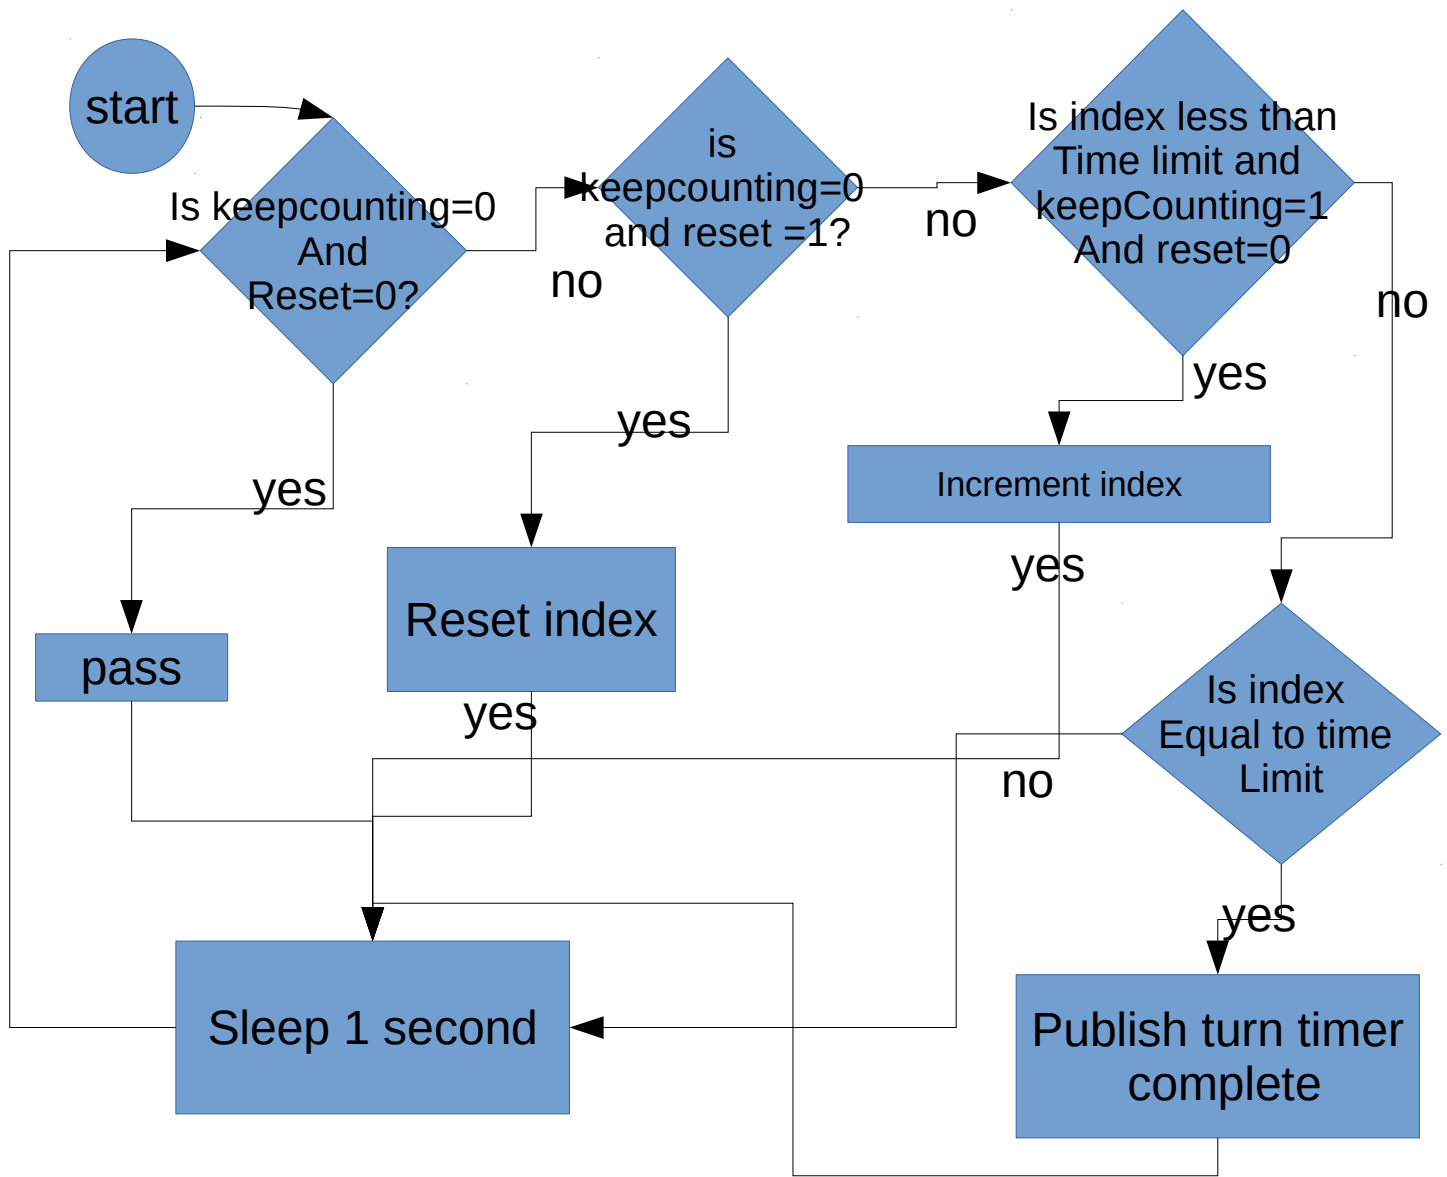 start
Is keepcounting=0
And
Reset=0?
no
yes
is
keepcounting=0
and reset =1?
no
yes
Is index less than
Time limit and
keepCounting=1
And reset=0
no
yes
Increment index
yes
pass
Reset index
yes
Is index
Equal to time
Limit
no
yes
Sleep 1 second
Publish turn timer
complete